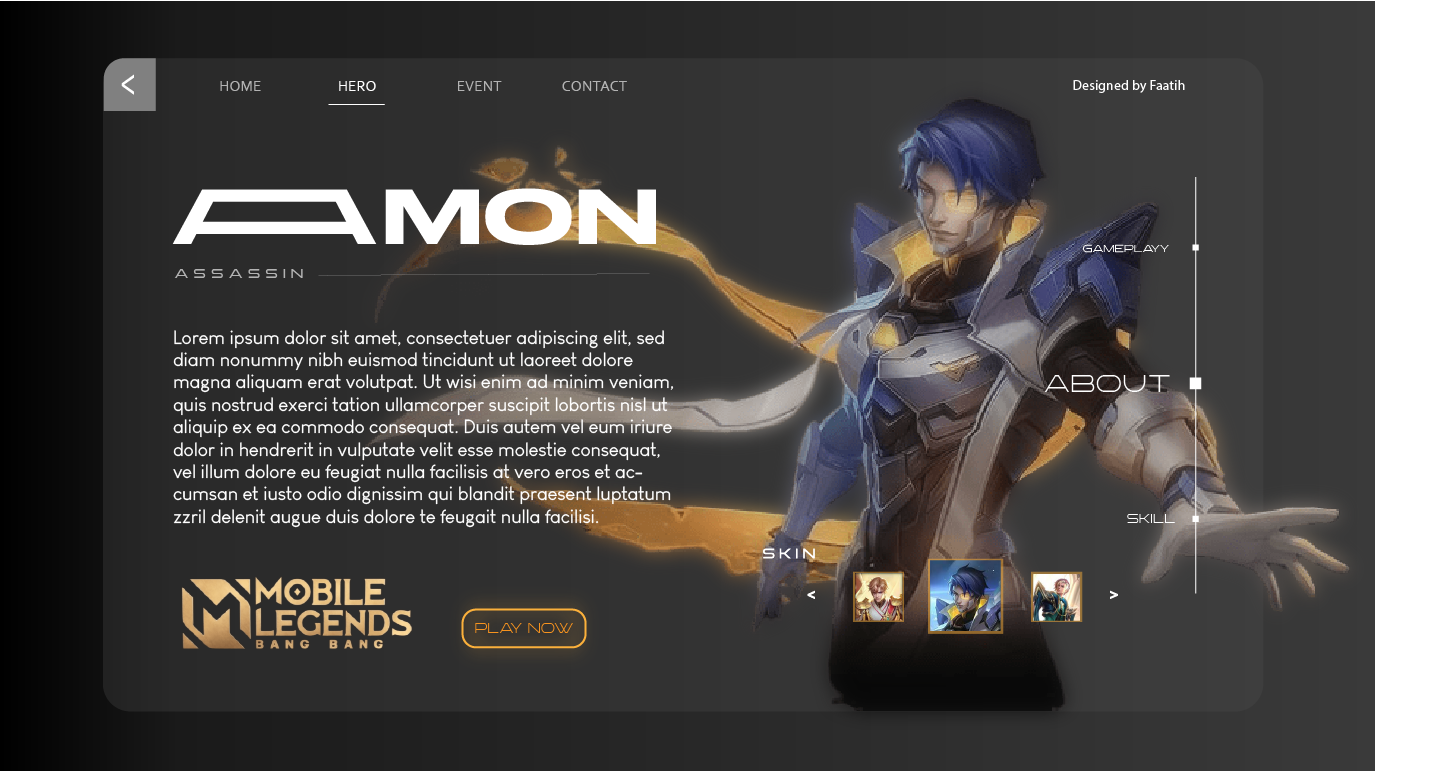 <
HOME
HERO
EVENT
CONTACT
Designed by Faatih
AMON
ASSASSIN
Lorem ipsum dolor sit amet, consectetuer adipiscing elit, sed
diam nonummy nibh euismod tincidunt ut laoreet dolore
magna aliquam erat volutpat. Ut wisi enim ad minim veniam,
quis nostrud exerci tation ullamcorper suscipit lobortis nisl ut
aliquip ex ea commodo consequat. Duis autem vel eum iriure
dolor in hendrerit in vulputate velit esse molestie consequat,
vel illum dolore eu feugiat nulla facilisis at vero eros et ac-
cumsan et iusto odio dignissim qui blandit praesent luptatum
zzril delenit augue duis dolore te feugait nulla facilisi.
MOBILE
LEGENDS
BANG BANG
PLAY NOW
GAMEPLAYY
ABOUT
SKILL
SKIN
<
>